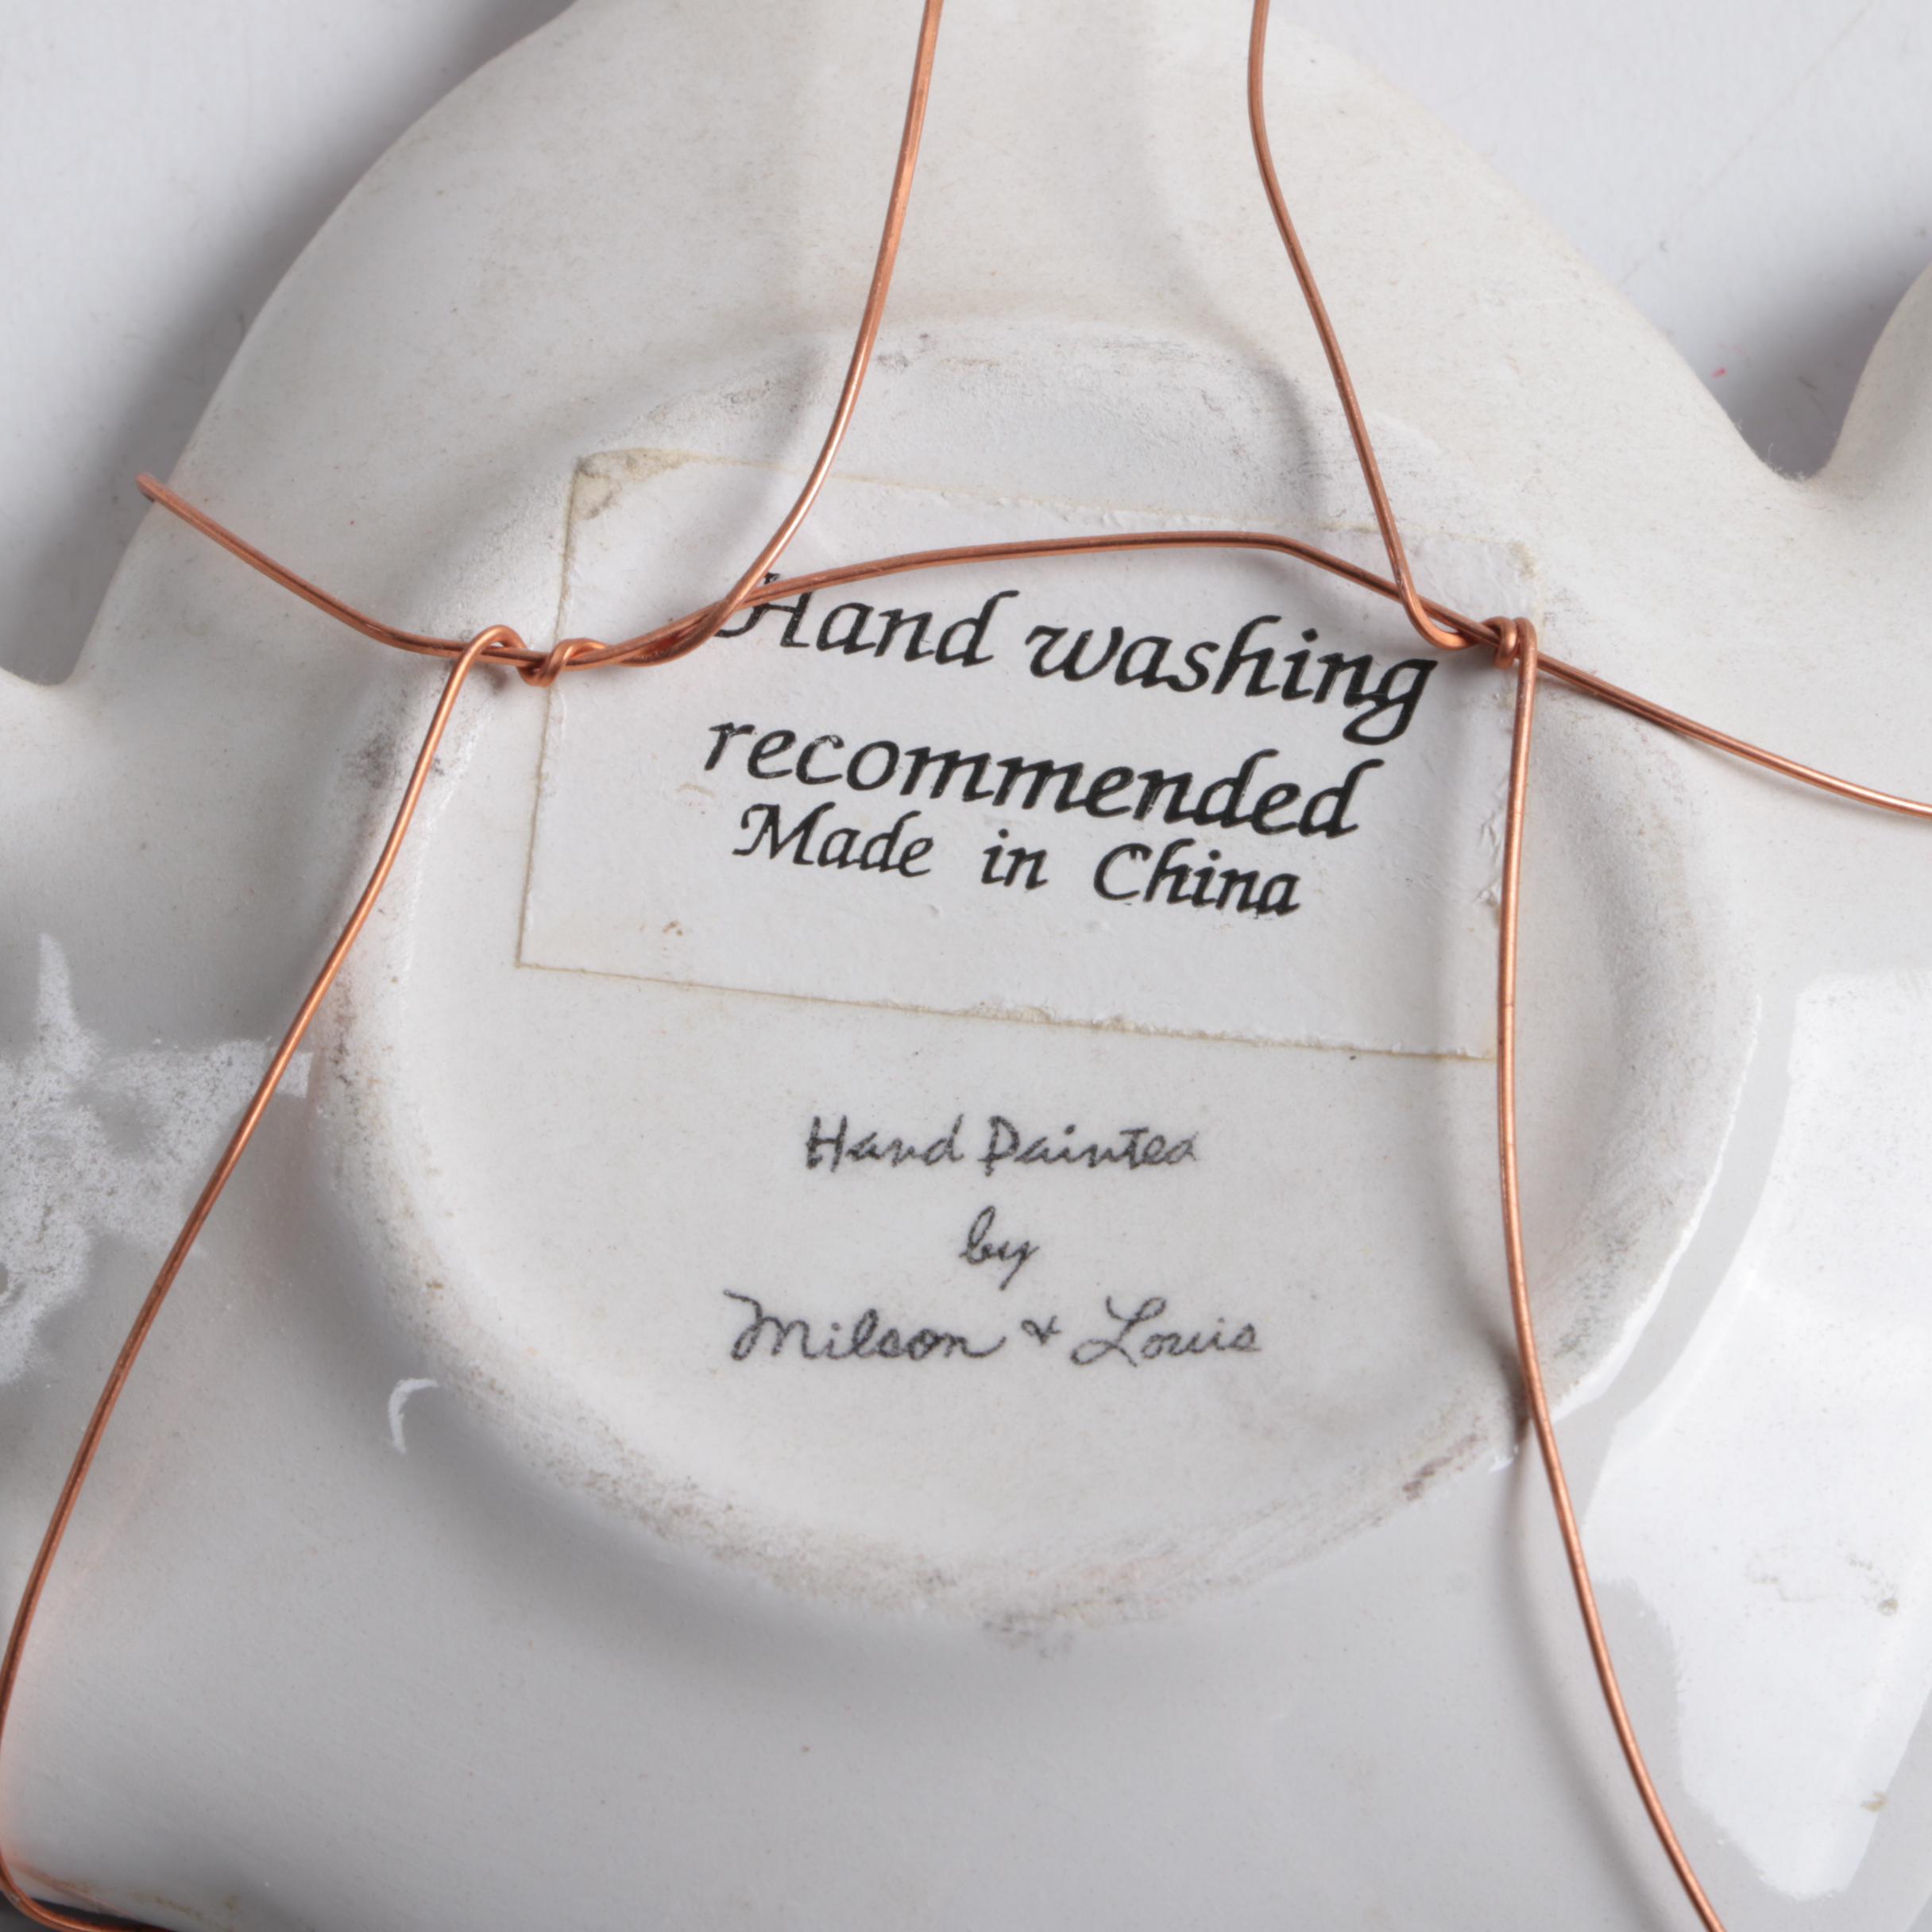 Hand washing
recommended
Made in China
Hand Painted
by
Milson & Louis